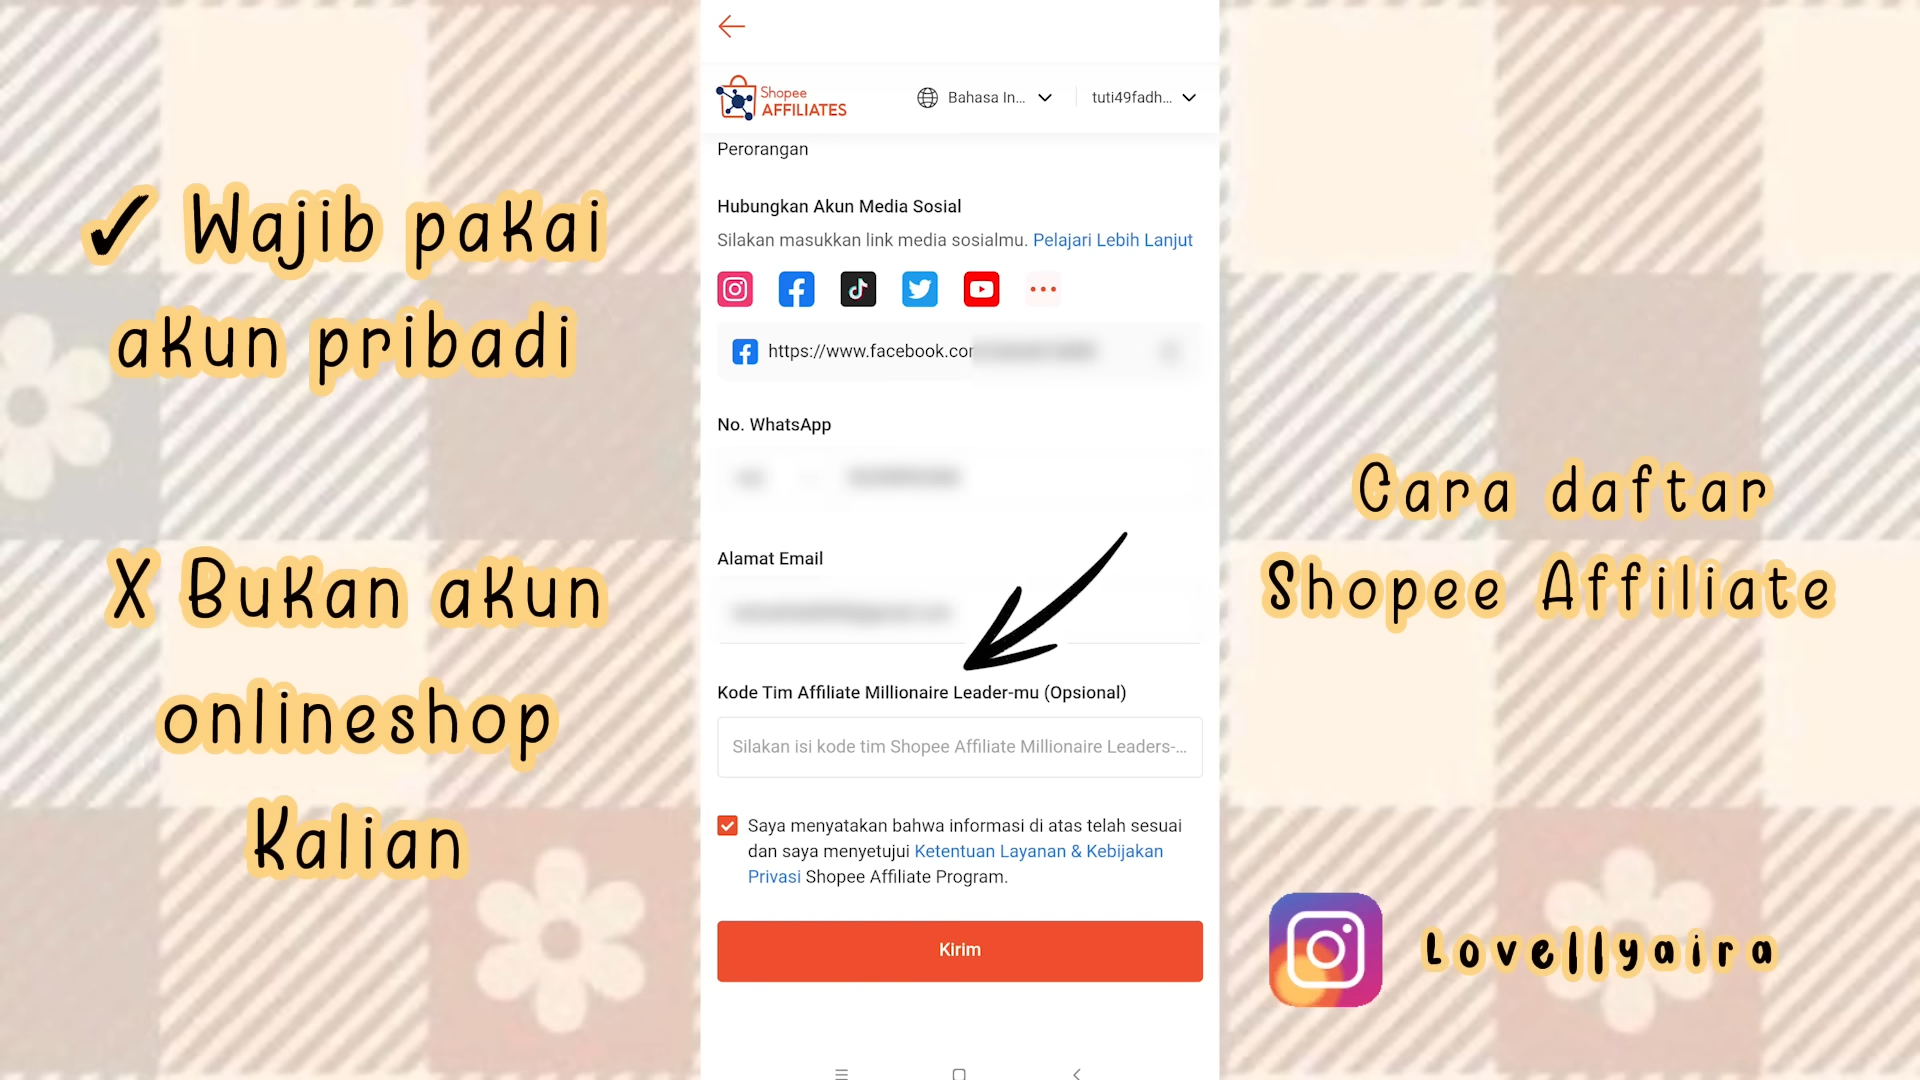 ✓ Wajib pakai
akun pribadi
X Bukan akun
onlineshop
Kalian
Shopee
AFFILIATES
Bahasa In...
tuti49fadh...
Perorangan
Hubungkan Akun Media Sosial
Silakan masukkan link media sosialmu. Pelajari Lebih Lanjut
https://www.facebook.com
No. WhatsApp
Alamat Email
Kode Tim Affiliate Millionaire Leader-mu (Opsional)
Silakan isi kode tim Shopee Affiliate Millionaire Leaders-...
Saya menyatakan bahwa informasi di atas telah sesuai
dan saya menyetujui Ketentuan Layanan & Kebijakan
Privasi Shopee Affiliate Program.
Kirim
Cara daftar
Shopee Affiliate
Lovellyaira